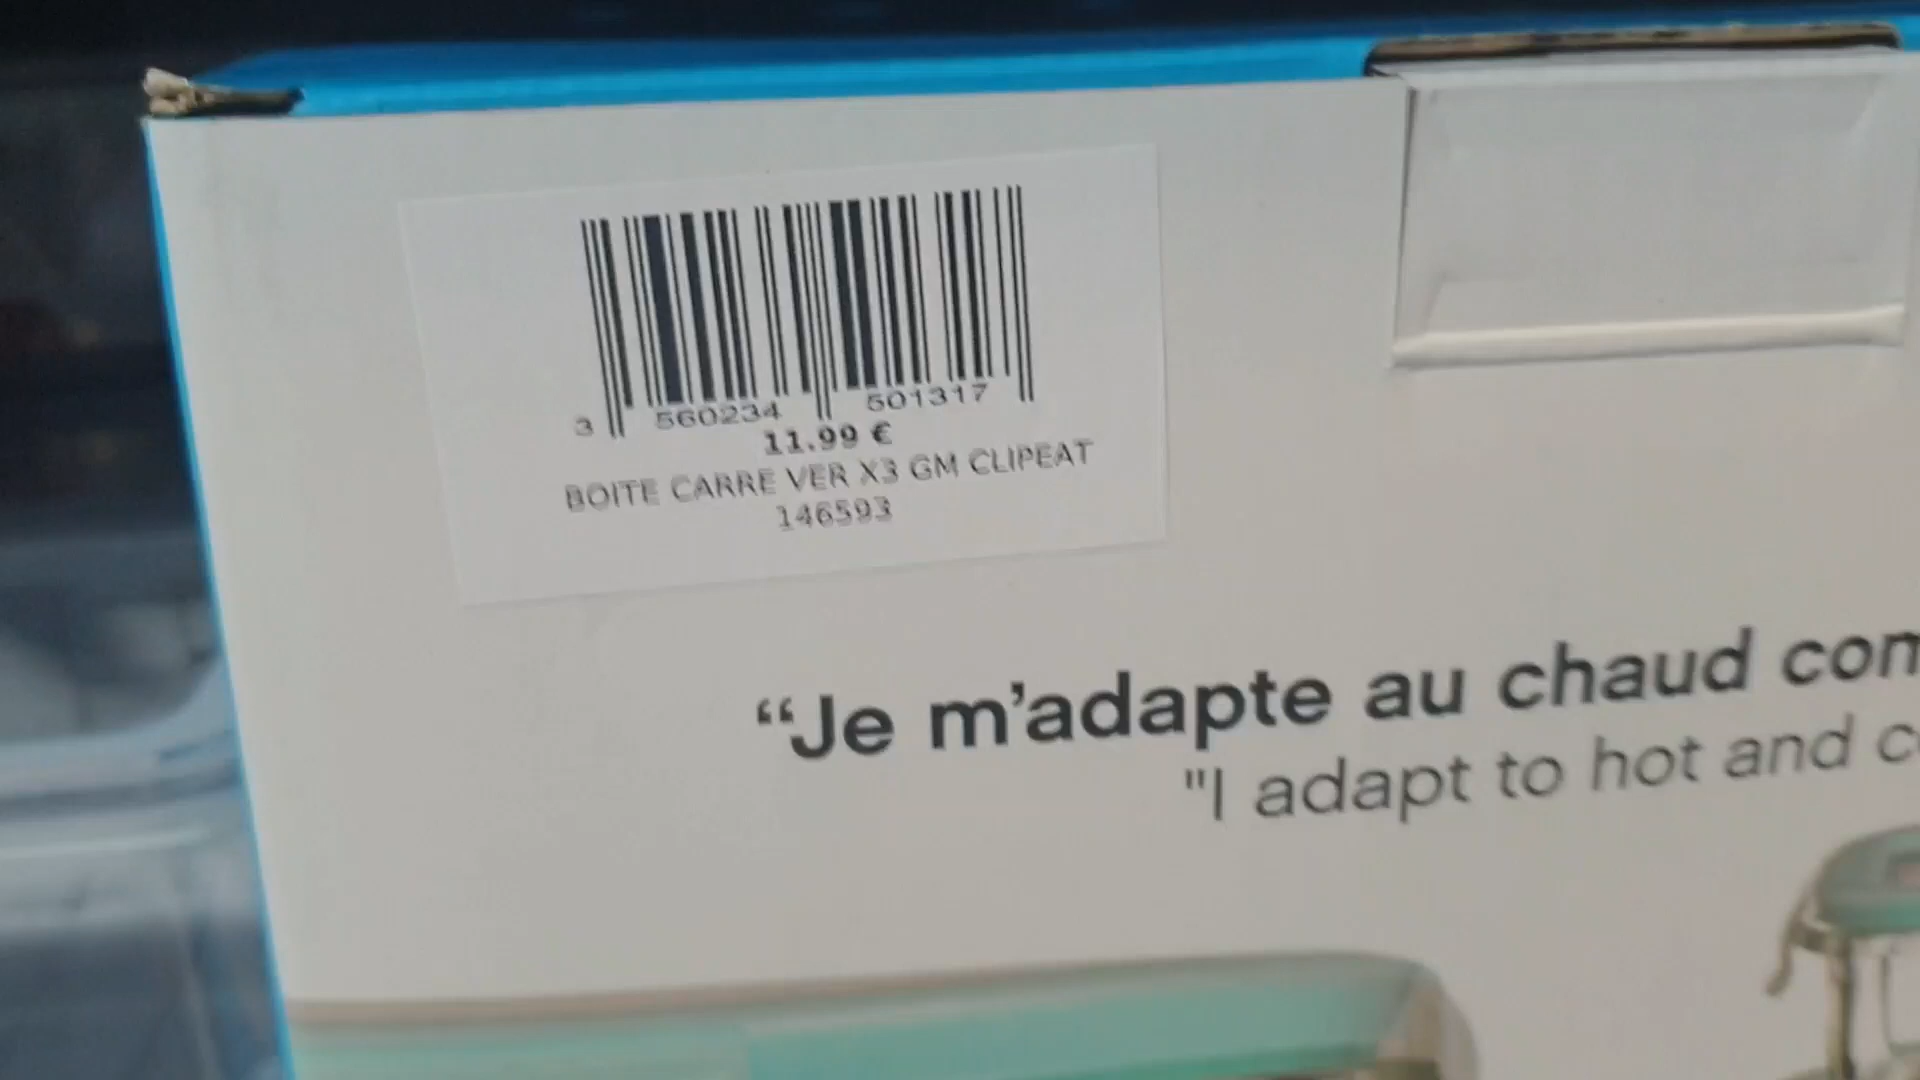 3 560234 501317
11.99 €
BOITE CARRE VER X3 GM CLIPEAT
146593
“Je m’adapte au chaud com
"I adapt to hot and c